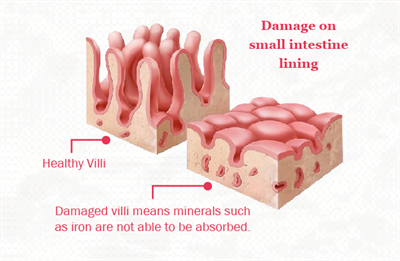 Damage on
small intestine
lining
Healthy Villi
Damaged villi means minerals such
as iron are not able to be absorbed.